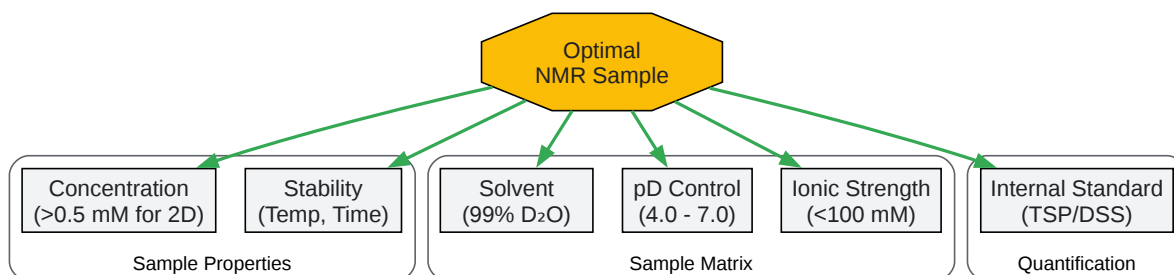 Optimal
NMR Sample
Concentration
(>0.5 mM for 2D)
Stability
(Temp, Time)
Solvent
(99% D₂O)
pD Control
(4.0 - 7.0)
Ionic Strength
(<100 mM)
Internal Standard
(TSP/DSS)
Sample Properties
Sample Matrix
Quantification